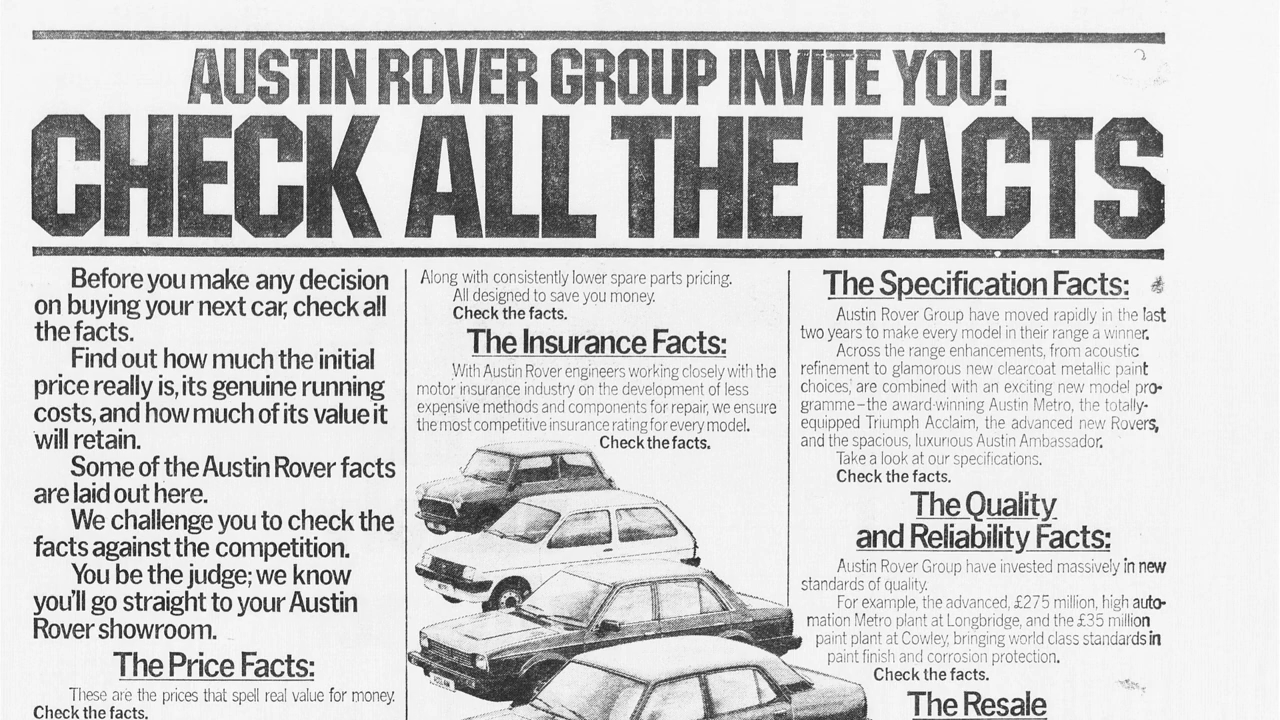 AUSTIN ROVER GROUP INVITE YOU:
CHECK ALL THE FACTS
Before you make any decision
on buying your next car, check all
the facts.
Find out how much the initial
price really is, its genuine running
costs, and how much of its value it
will retain.
Some of the Austin Rover facts
are laid out here.
We challenge you to check the
facts against the competition.
You be the judge; we know
you'll go straight to your Austin
Rover showroom.
The Price Facts:
These are the prices that spell real value for money.
Check the facts.
Along with consistently lower spare parts pricing.
All designed to save you money.
Check the facts.
The Insurance Facts:
With Austin Rover engineers working closely with the
motor insurance industry on the development of less
expensive methods and components for repair, we ensure
the most competitive insurance rating for every model.
Check the facts.
The Specification Facts:
Austin Rover Group have moved rapidly in the last
two years to make every model in their range a winner.
Across the range enhancements, from acoustic
refinement to glamorous new clearcoat metallic paint
choices, are combined with an exciting new model pro-
gramme–the award-winning Austin Metro, the totally-
equipped Triumph Acclaim, the advanced new Rovers,
and the spacious, luxurious Austin Ambassador.
Take a look at our specifications.
Check the facts.
The Quality
and Reliability Facts:
Austin Rover Group have invested massively in new
standards of quality.
For example, the advanced, £275 million, high auto-
mation Metro plant at Longbridge, and the £35 million
paint plant at Cowley, bringing world class standards in
paint finish and corrosion protection.
Check the facts.
The Resale